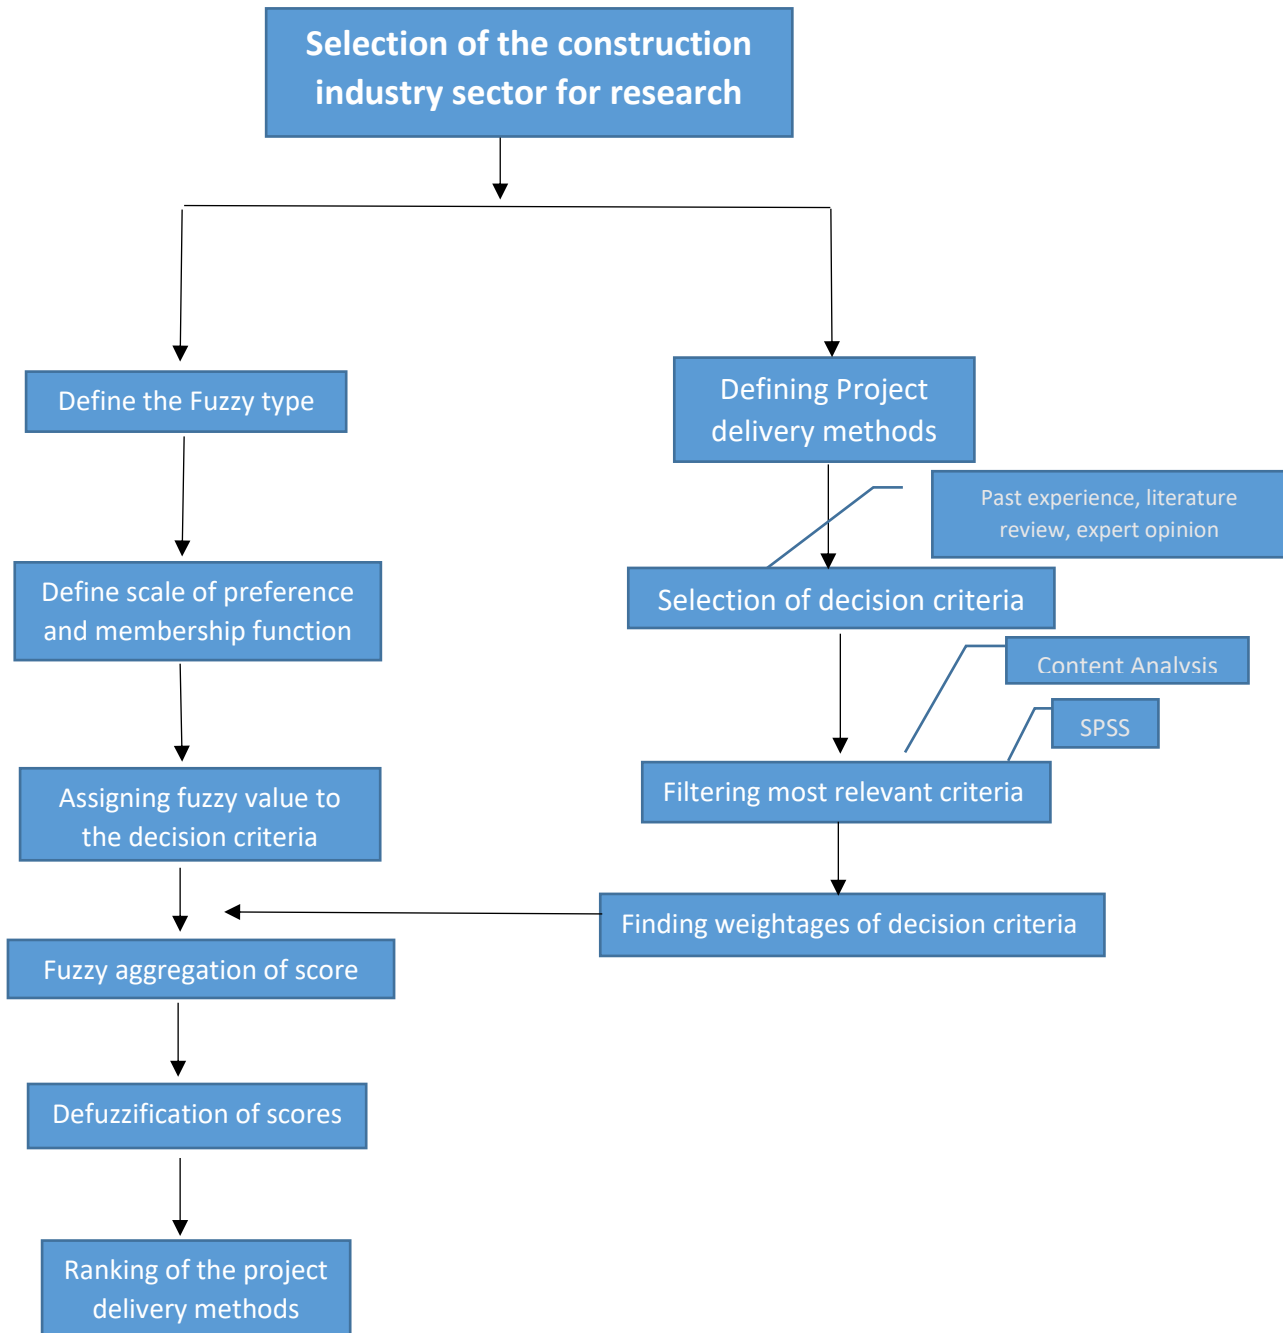 Selection of the construction
industry sector for research
Define the Fuzzy type
Defining Project
delivery methods
Past experience, literature
review, expert opinion
Define scale of preference
and membership function
Selection of decision criteria
Content Analysis
SPSS
Assigning fuzzy value to
the decision criteria
Filtering most relevant criteria
Finding weightages of decision criteria
Fuzzy aggregation of score
Defuzzification of scores
Ranking of the project
delivery methods